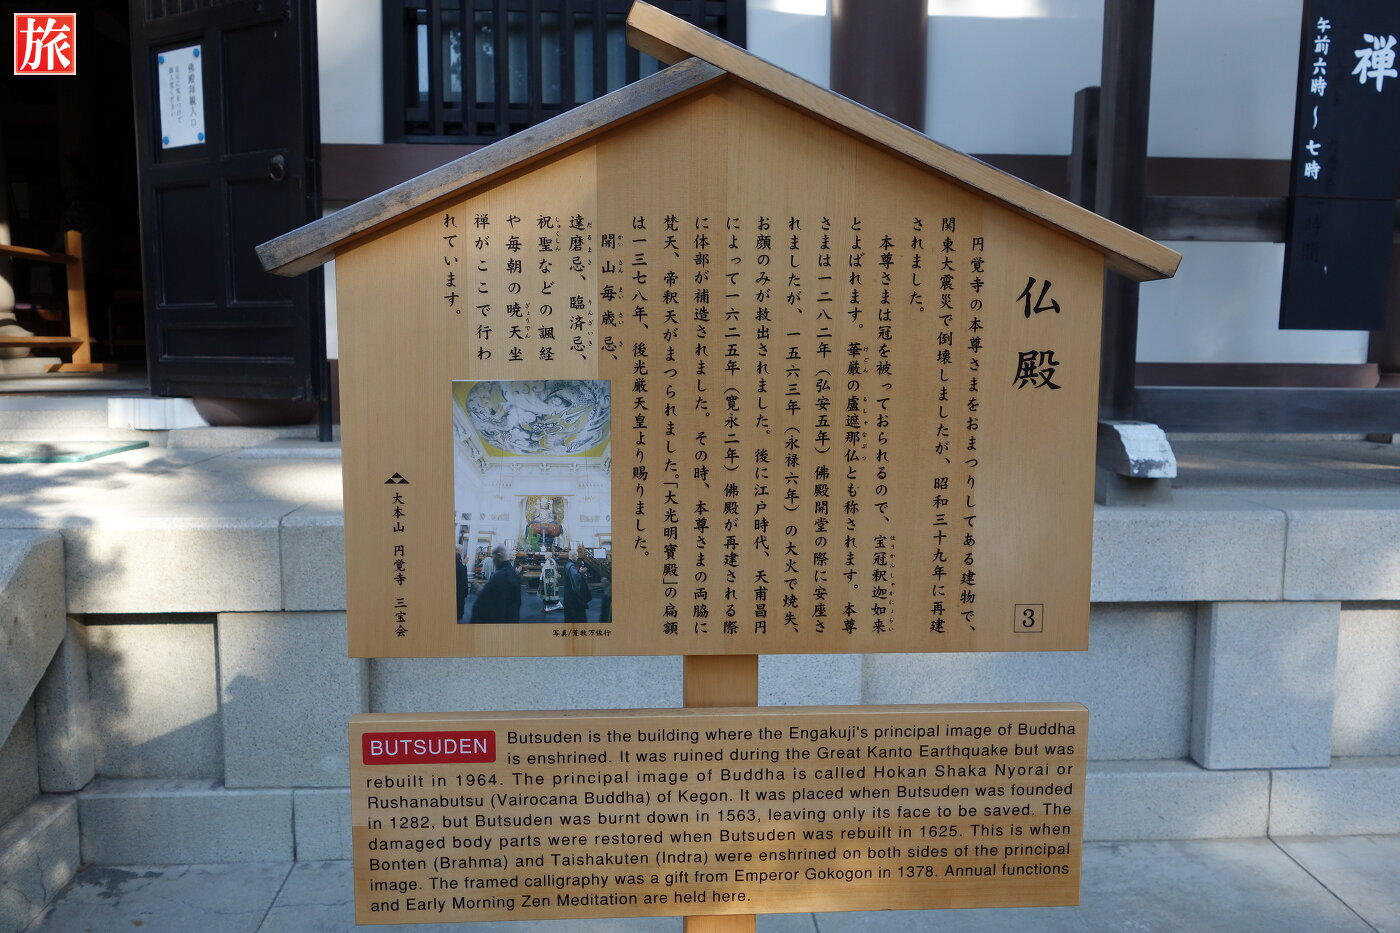 旅
佛殿拝観入口
禅
午前六時～七時
仏殿
円覚寺の本尊さまをおまつりしてある建物で、
関東大震災で倒壊しましたが、昭和三十九年に再建
されました。
本尊さまは冠を被っておられるので、宝冠釈迦如来
とよばれます。華厳の盧遮那仏とも称されます。本尊
さまは一二八二年（弘安五年）佛殿開堂の際に安座さ
れましたが、一五六三年（永禄六年）の大火で焼失、
お顔のみが救出されました。後に江戸時代、天甫昌円
によって一六二五年（寛永二年）佛殿が再建される際
に体部が補造されました。その時、本尊さまの両脇に
梵天、帝釈天がまつられました。「大光明寶殿」の扁額
は一三七八年、後光厳天皇より賜りました。
開山毎歳忌、
達磨忌、臨済忌、
祝聖などの諷経
や毎朝の暁天坐
禅がここで行わ
れています。
大本山 円覚寺 三宝会
写真/荒牧万佐行
3
BUTSUDEN
Butsuden is the building where the Engakuji's principal image of Buddha
is enshrined. It was ruined during the Great Kanto Earthquake but was
rebuilt in 1964. The principal image of Buddha is called Hokan Shaka Nyorai or
Rushanabutsu (Vairocana Buddha) of Kegon. It was placed when Butsuden was founded
in 1282, but Butsuden was burnt down in 1563, leaving only its face to be saved. The
damaged body parts were restored when Butsuden was rebuilt in 1625. This is when
Bonten (Brahma) and Taishakuten (Indra) were enshrined on both sides of the principal
image. The framed calligraphy was a gift from Emperor Gokogon in 1378. Annual functions
and Early Morning Zen Meditation are held here.